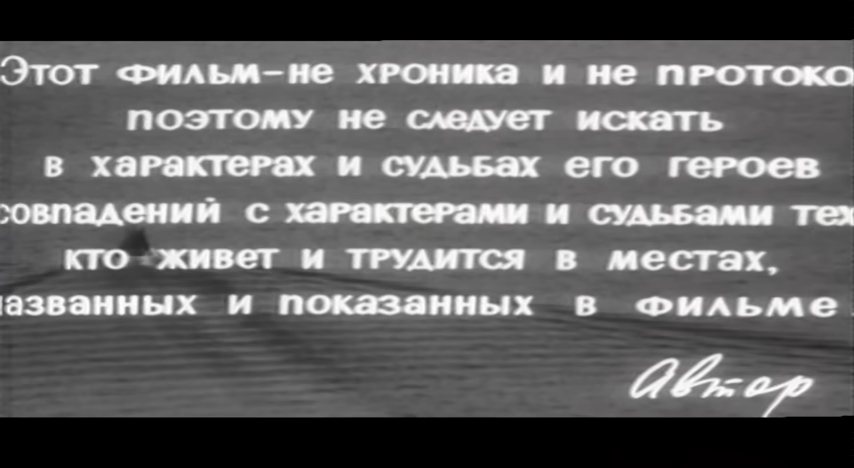 Этот фильм-не хроника и не протоко
поэтому не следует искать
в характерах и судьбах его героев
совпадений с характерами и судьбами тех
кто живет и трудится в местах,
азванных и показанных в фильме.
Автор